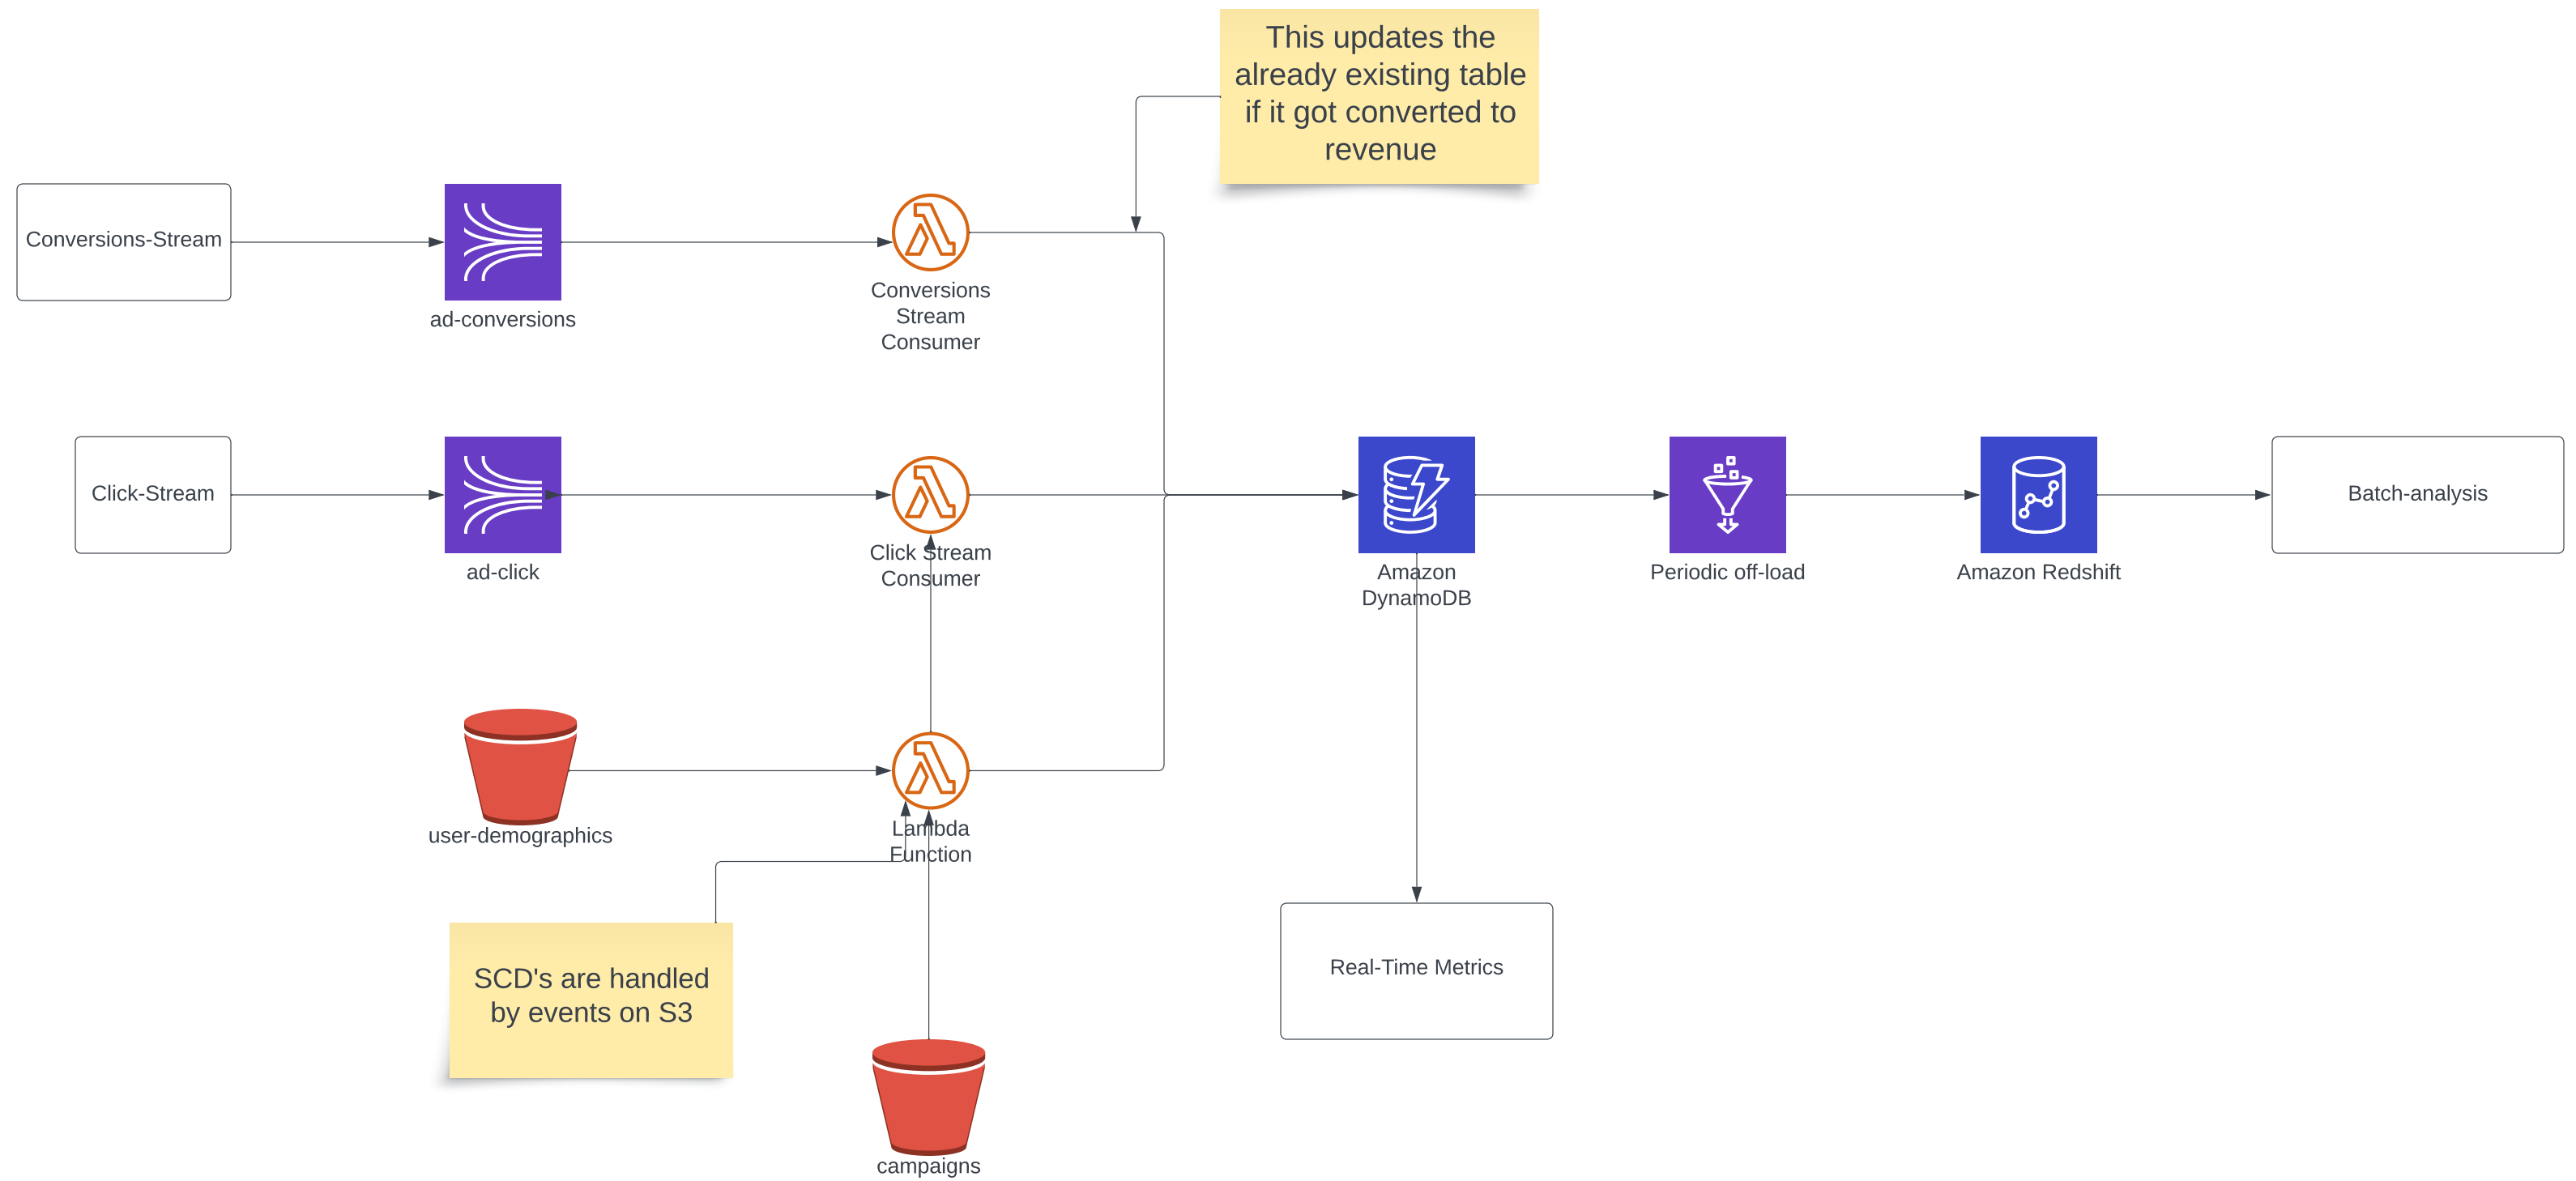 This updates the
already existing table
if it got converted to
revenue
Conversions-Stream
ad-conversions
Conversions
Stream
Consumer
Click-Stream
ad-click
Click Stream
Consumer
Amazon
DynamoDB
Periodic off-load
Amazon Redshift
Batch-analysis
user-demographics
Lambda
Function
SCD's are handled
by events on S3
Real-Time Metrics
campaigns